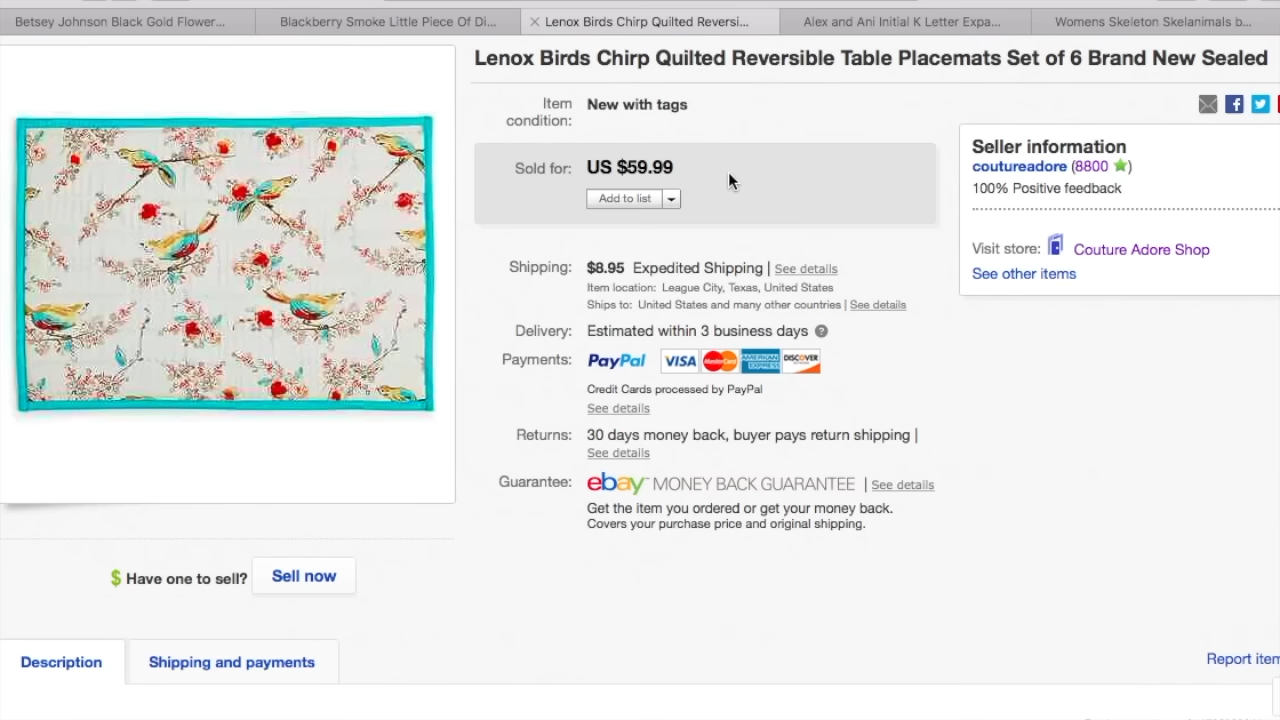 Betsey Johnson Black Gold Flower...
Blackberry Smoke Little Piece Of Di...
Lenox Birds Chirp Quilted Reversi...
Alex and Ani Initial K Letter Expa...
Womens Skeleton Skelanimals b...
Lenox Birds Chirp Quilted Reversible Table Placemats Set of 6 Brand New Sealed
Item condition: New with tags
Sold for: US $59.99
Add to list
Seller information
coutureadore (8800 )
100% Positive feedback
Visit store: Couture Adore Shop
See other items
Shipping: $8.95 Expedited Shipping | See details
Item location: League City, Texas, United States
Ships to: United States and many other countries | See details
Delivery: Estimated within 3 business days ?
Payments: PayPal VISA MasterCard AMERICAN EXPRESS DISCOVER
Credit Cards processed by PayPal
See details
Returns: 30 days money back, buyer pays return shipping |
See details
Guarantee: ebay MONEY BACK GUARANTEE | See details
Get the item you ordered or get your money back.
Covers your purchase price and original shipping.
$ Have one to sell? Sell now
Description
Shipping and payments
Report item